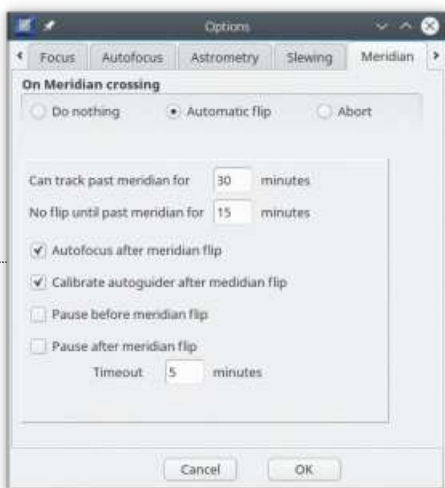 Options
Focus Autofocus Astrometry Slewing Meridian
On Meridian crossing
Do nothing Automatic flip Abort
Can track past meridian for 30 minutes
No flip until past meridian for 15 minutes
Autofocus after meridian flip
Calibrate autoguider after medidian flip
Pause before meridian flip
Pause after meridian flip
Timeout 5 minutes
Cancel OK